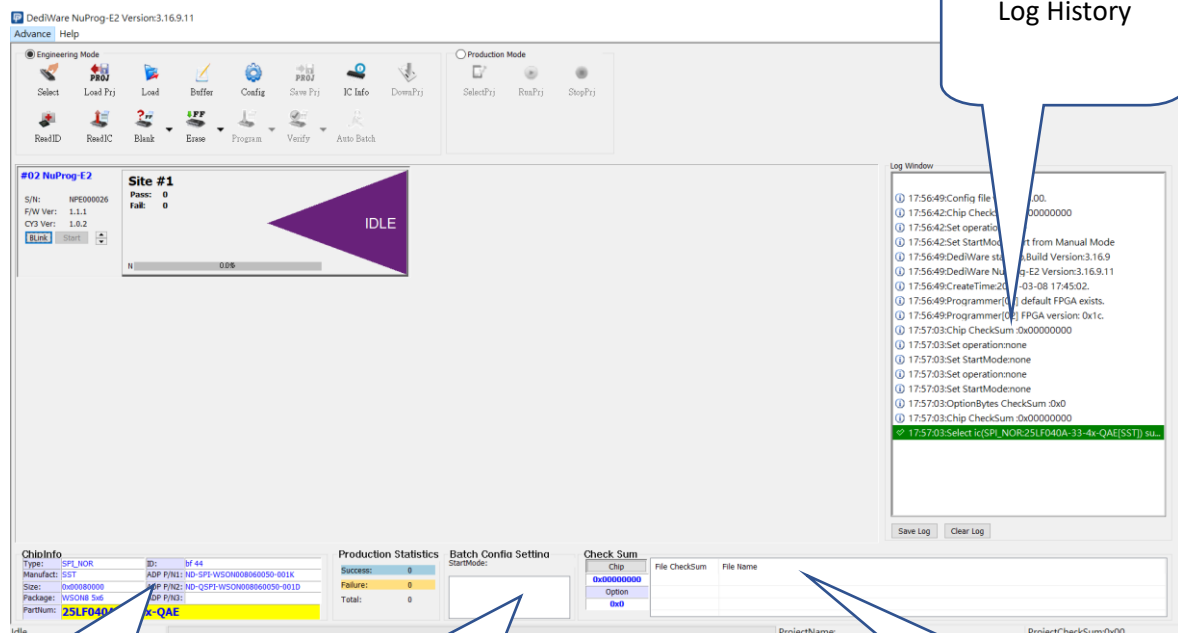 DediWare NuProg-E2 Version:3.16.9.11
Log History
Advance Help
Engineering Mode
Production Mode
Select Load Prj Load Buffer Config Save Prj IC Info DownPrj
SelectPrj RunPrj StopPrj
ReadID ReadIC Blank Erase Program Verify Auto Batch
#02 NuProg-E2
S/N: NPE000026
F/W Ver: 1.1.1
CY3 Ver: 1.0.2
BLink Start
Site #1
Pass: 0
Fail: 0
IDLE
N 0.0%
Log Window
17:56:49:Config file .00.
17:56:42:Chip Check 0000000
17:56:42:Set operatio
17:56:42:Set StartMo rt from Manual Mode
17:56:49:DediWare sta ,Build Version:3.16.9
17:56:49:DediWare Nu g-E2 Version:3.16.9.11
17:56:49:CreateTime:20 -03-08 17:45:02.
17:56:49:Programmer[0 ] default FPGA exists.
17:56:49:Programmer[02] FPGA version: 0x1c.
17:57:03:Chip CheckSum :0x00000000
17:57:03:Set operation:none
17:57:03:Set StartMode:none
17:57:03:Set operation:none
17:57:03:Set StartMode:none
17:57:03:OptionBytes CheckSum :0x0
17:57:03:Chip CheckSum :0x00000000
17:57:03:Select ic(SPI_NOR:25LF040A-33-4x-QAE[SST]) su...
Save Log Clear Log
ChipInfo
Type: SPI_NOR ID: bf 44
Manufact: SST ADP P/N1: ND-SPI-WSON008060050-001K
Size: 0x00080000 ADP P/N2: ND-QSPI-WSON008060050-001D
Package: WSON8 5x6 ADP P/N3:
PartNum: 25LF040A x-QAE
Production Statistics
Success: 0
Failure: 0
Total: 0
Batch Config Setting
StartMode:
Check Sum
Chip
0x00000000
Option
0x0
File CheckSum File Name
Idle
ProjectName:
ProjectCheckSum:0x00